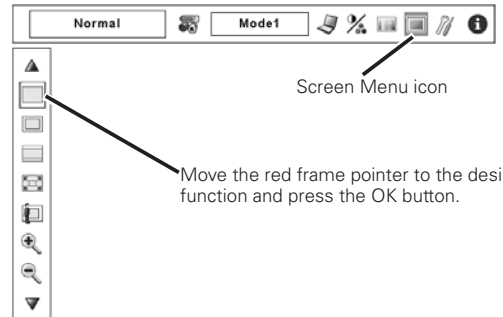 Normal
Mode1
Screen Menu icon
Move the red frame pointer to the desi
function and press the OK button.